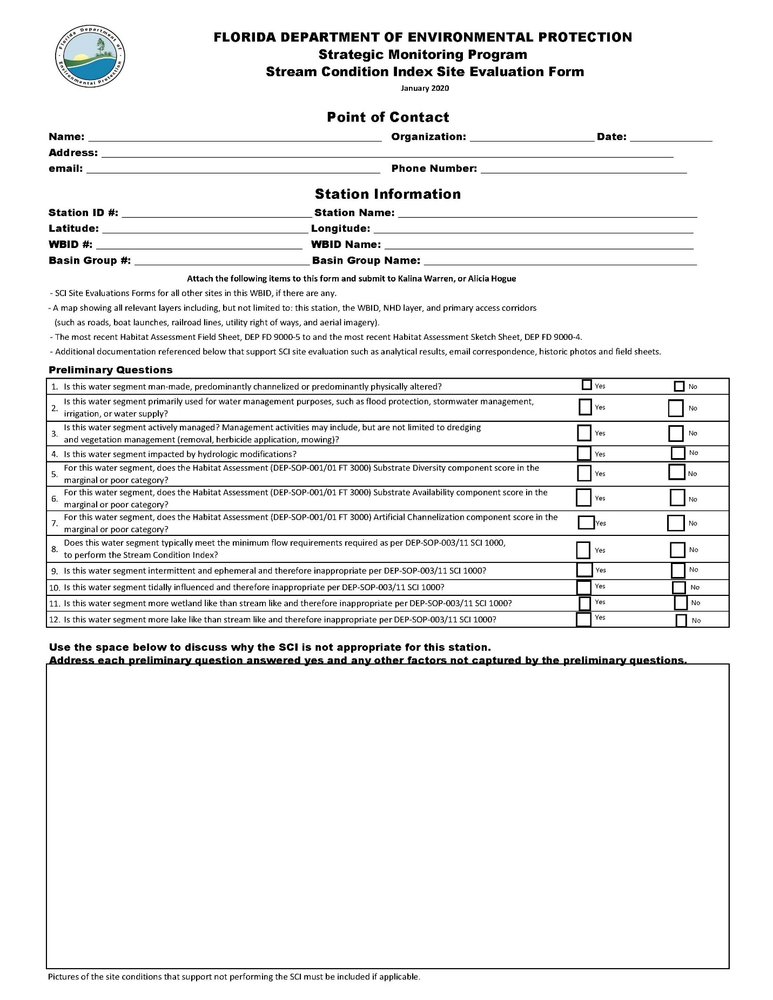 Florida Department of
Environmental Protection
FLORIDA DEPARTMENT OF ENVIRONMENTAL PROTECTION
Strategic Monitoring Program
Stream Condition Index Site Evaluation Form
January 2020
Point of Contact
Name: Organization: Date:
Address:
email: Phone Number:
Station Information
Station ID #: Station Name:
Latitude: Longitude:
WBID #: WBID Name:
Basin Group #: Basin Group Name:
Attach the following items to this form and submit to Kalina Warren, or Alicia Hogue
- SCI Site Evaluations Forms for all other sites in this WBID, if there are any.
- A map showing all relevant layers including, but not limited to: this station, the WBID, NHD layer, and primary access corridors
(such as roads, boat launches, railroad lines, utility right of ways, and aerial imagery).
- The most recent Habitat Assessment Field Sheet, DEP FD 9000-5 to and the most recent Habitat Assessment Sketch Sheet, DEP FD 9000-4.
- Additional documentation referenced below that support SCI site evaluation such as analytical results, email correspondence, historic photos and field sheets.
Preliminary Questions
1. Is this water segment man-made, predominantly channelized or predominantly physically altered? Yes No
2. Is this water segment primarily used for water management purposes, such as flood protection, stormwater management,
irrigation, or water supply? Yes No
3. Is this water segment actively managed? Management activities may include, but are not limited to dredging
and vegetation management (removal, herbicide application, mowing)? Yes No
4. Is this water segment impacted by hydrologic modifications? Yes No
5. For this water segment, does the Habitat Assessment (DEP-SOP-001/01 FT 3000) Substrate Diversity component score in the
marginal or poor category? Yes No
6. For this water segment, does the Habitat Assessment (DEP-SOP-001/01 FT 3000) Substrate Availability component score in the
marginal or poor category? Yes No
7. For this water segment, does the Habitat Assessment (DEP-SOP-001/01 FT 3000) Artificial Channelization component score in the
marginal or poor category? Yes No
8. Does this water segment typically meet the minimum flow requirements required as per DEP-SOP-003/11 SCI 1000,
to perform the Stream Condition Index? Yes No
9. Is this water segment intermittent and ephemeral and therefore inappropriate per DEP-SOP-003/11 SCI 1000? Yes No
10. Is this water segment tidally influenced and therefore inappropriate per DEP-SOP-003/11 SCI 1000? Yes No
11. Is this water segment more wetland like than stream like and therefore inappropriate per DEP-SOP-003/11 SCI 1000? Yes No
12. Is this water segment more lake like than stream like and therefore inappropriate per DEP-SOP-003/11 SCI 1000? Yes No
Use the space below to discuss why the SCI is not appropriate for this station.
Address each preliminary question answered yes and any other factors not captured by the preliminary questions.
Pictures of the site conditions that support not performing the SCI must be included if applicable.